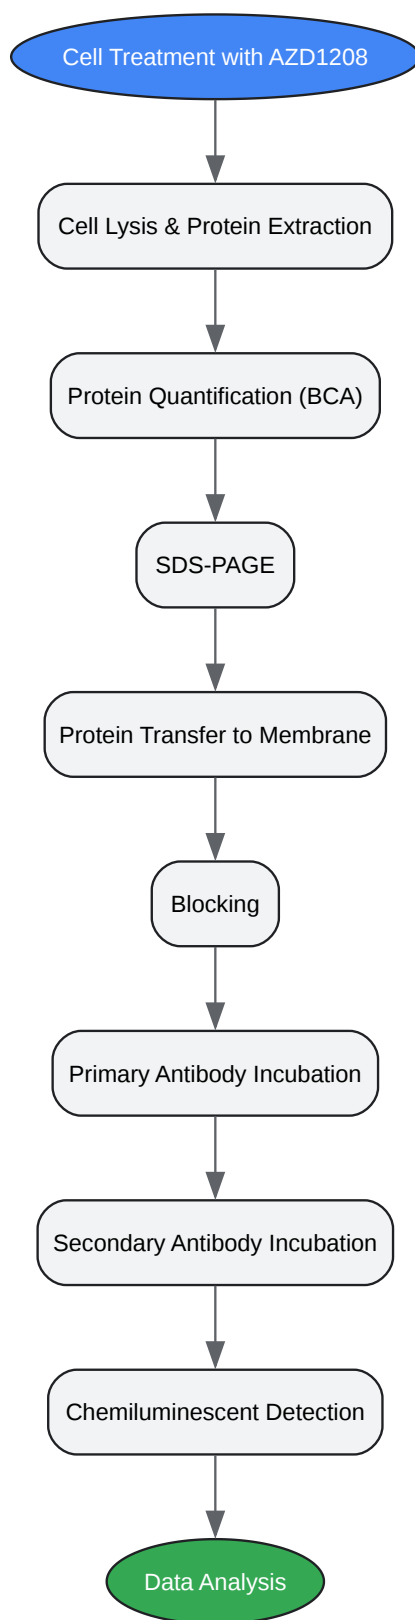 Cell Treatment with AZD1208
Cell Lysis & Protein Extraction
Protein Quantification (BCA)
SDS-PAGE
Protein Transfer to Membrane
Blocking
Primary Antibody Incubation
Secondary Antibody Incubation
Chemiluminescent Detection
Data Analysis